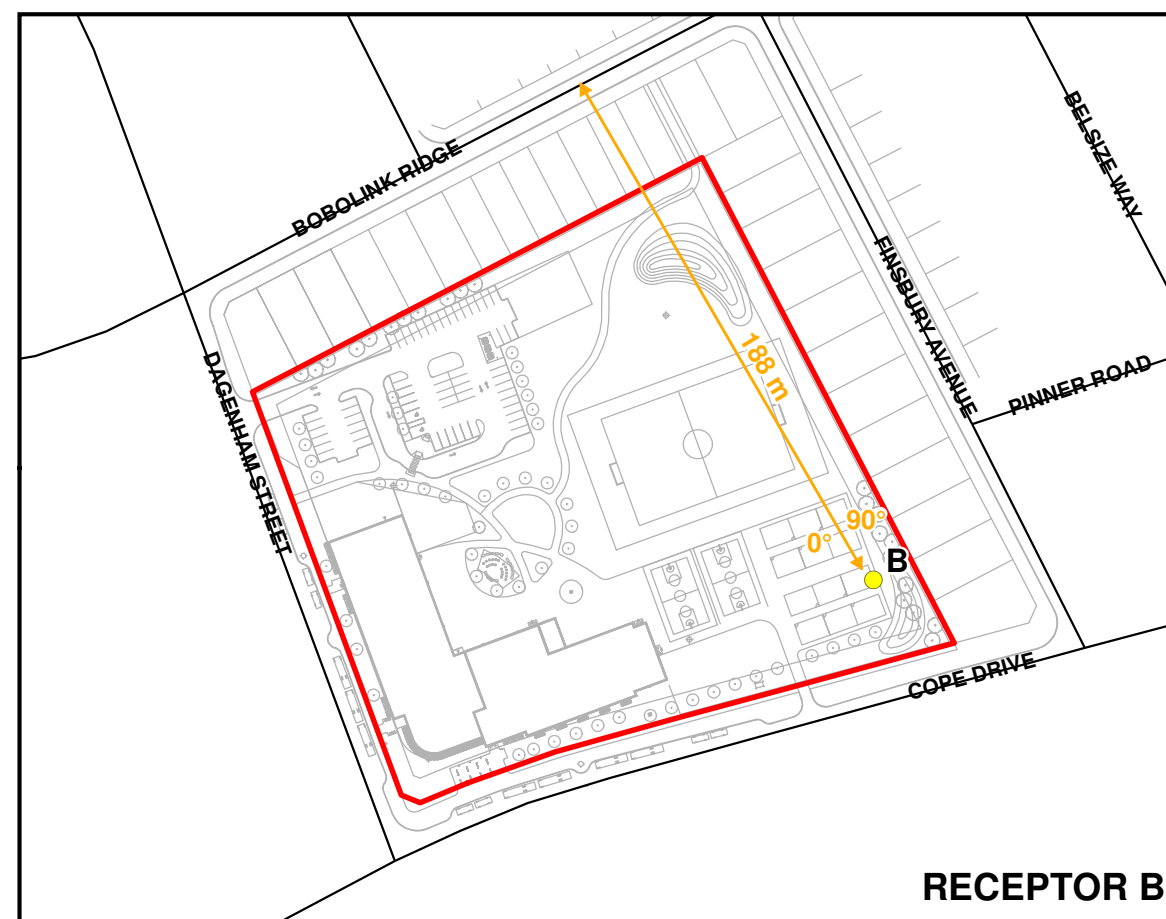 BELSIZE WAY
BOBOLINK RIDGE
FINSBURY AVENUE
188 m
DAGENHAM STREET
PINNER ROAD
90°
0°
B
COPE DRIVE
RECEPTOR B